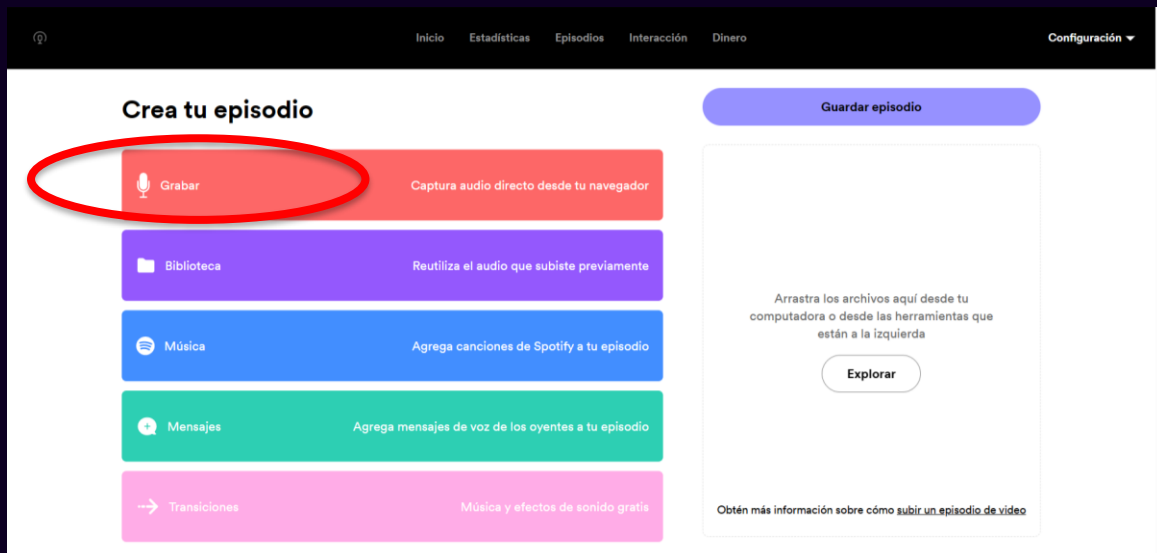 Inicio Estadísticas Episodios Interacción Dinero Configuración
Crea tu episodio
Guardar episodio
Grabar Captura audio directo desde tu navegador
Biblioteca Reutiliza el audio que subiste previamente
Música Agrega canciones de Spotify a tu episodio
Mensajes Agrega mensajes de voz de los oyentes a tu episodio
Transiciones Música y efectos de sonido gratis
Arrastra los archivos aquí desde tu
computadora o desde las herramientas que
están a la izquierda
Explorar
Obtén más información sobre cómo subir un episodio de video